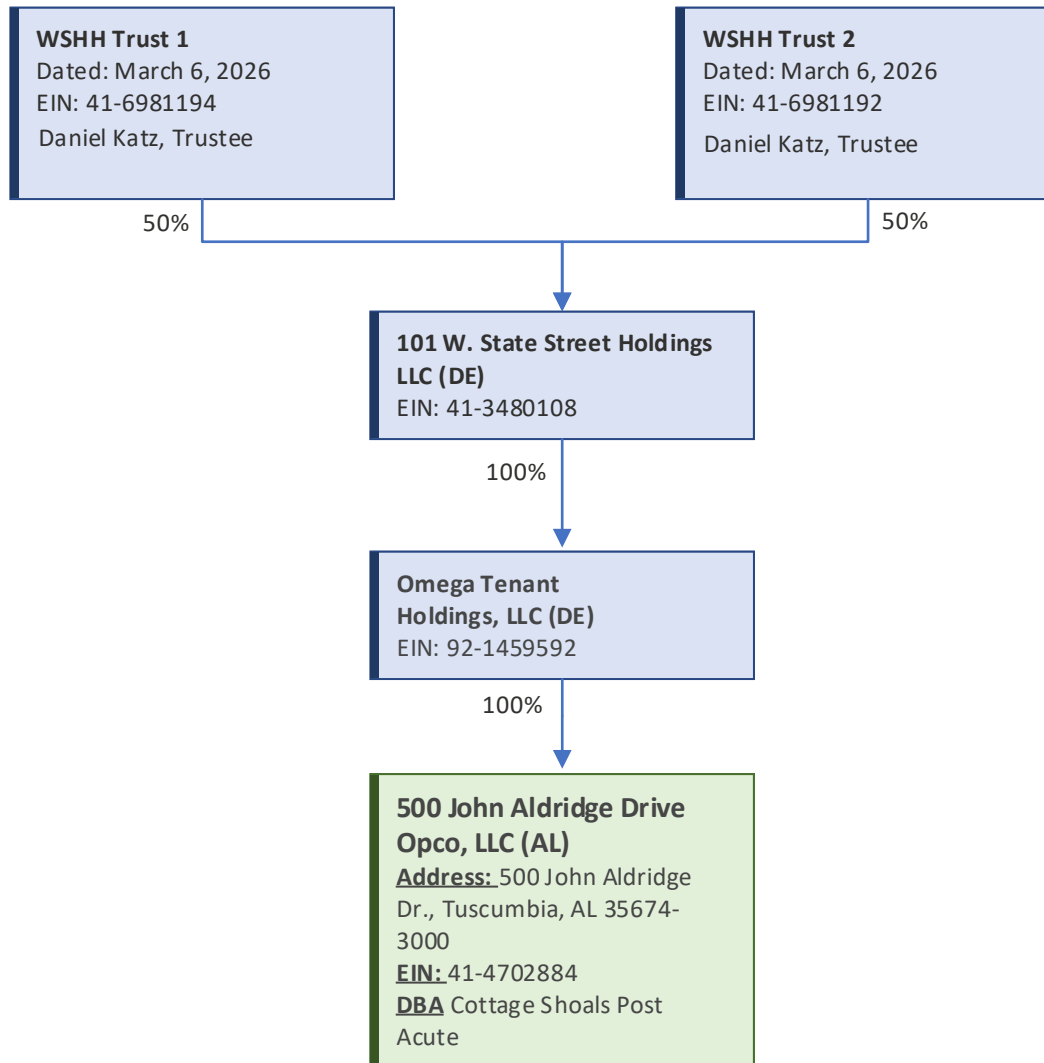 WSHH Trust 1
Dated: March 6, 2026
EIN: 41-6981194
Daniel Katz, Trustee
WSHH Trust 2
Dated: March 6, 2026
EIN: 41-6981192
Daniel Katz, Trustee
50%
50%
101 W. State Street Holdings
LLC (DE)
EIN: 41-3480108
100%
Omega Tenant
Holdings, LLC (DE)
EIN: 92-1459592
100%
500 John Aldridge Drive
Opco, LLC (AL)
Address: 500 John Aldridge
Dr., Tuscumbia, AL 35674-
3000
EIN: 41-4702884
DBA Cottage Shoals Post
Acute